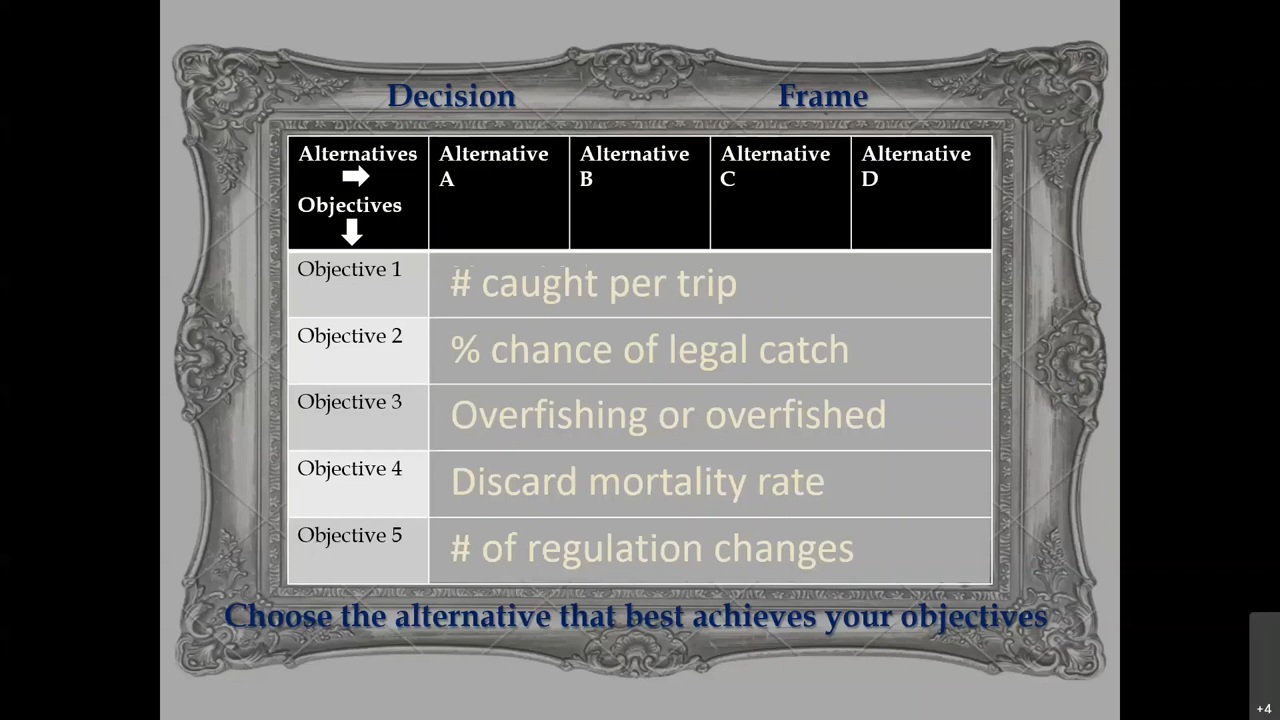 Decision Frame
Alternatives Alternative Alternative Alternative Alternative
A B C D
Objectives
Objective 1 # caught per trip
Objective 2 % chance of legal catch
Objective 3 Overfishing or overfished
Objective 4 Discard mortality rate
Objective 5 # of regulation changes
Choose the alternative that best achieves your objectives
+4